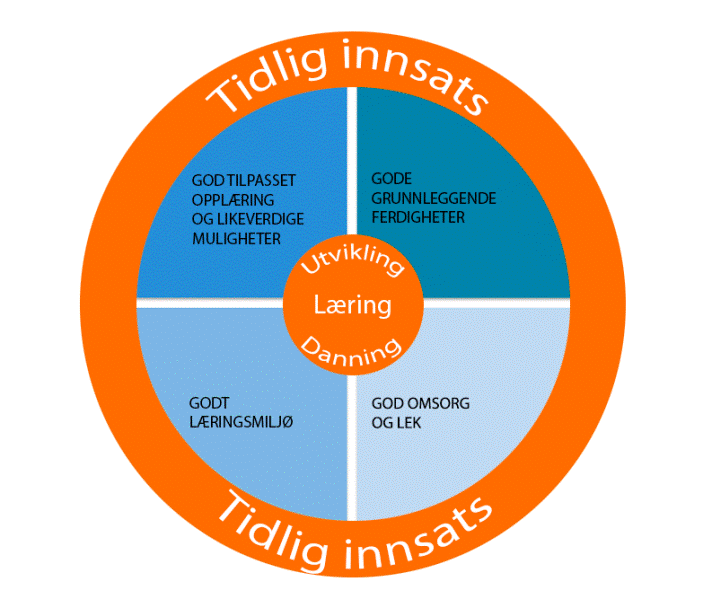 Tidlig innsats
GOD TILPASSET
OPPLÆRING
OG LIKEVERDIGE
MULIGHETER
GODE
GRUNNLEGGENDE
FERDIGHETER
Utvikling
Læring
Danning
GODT
LÆRINGSMILJØ
GOD OMSORG
OG LEK
Tidlig innsats